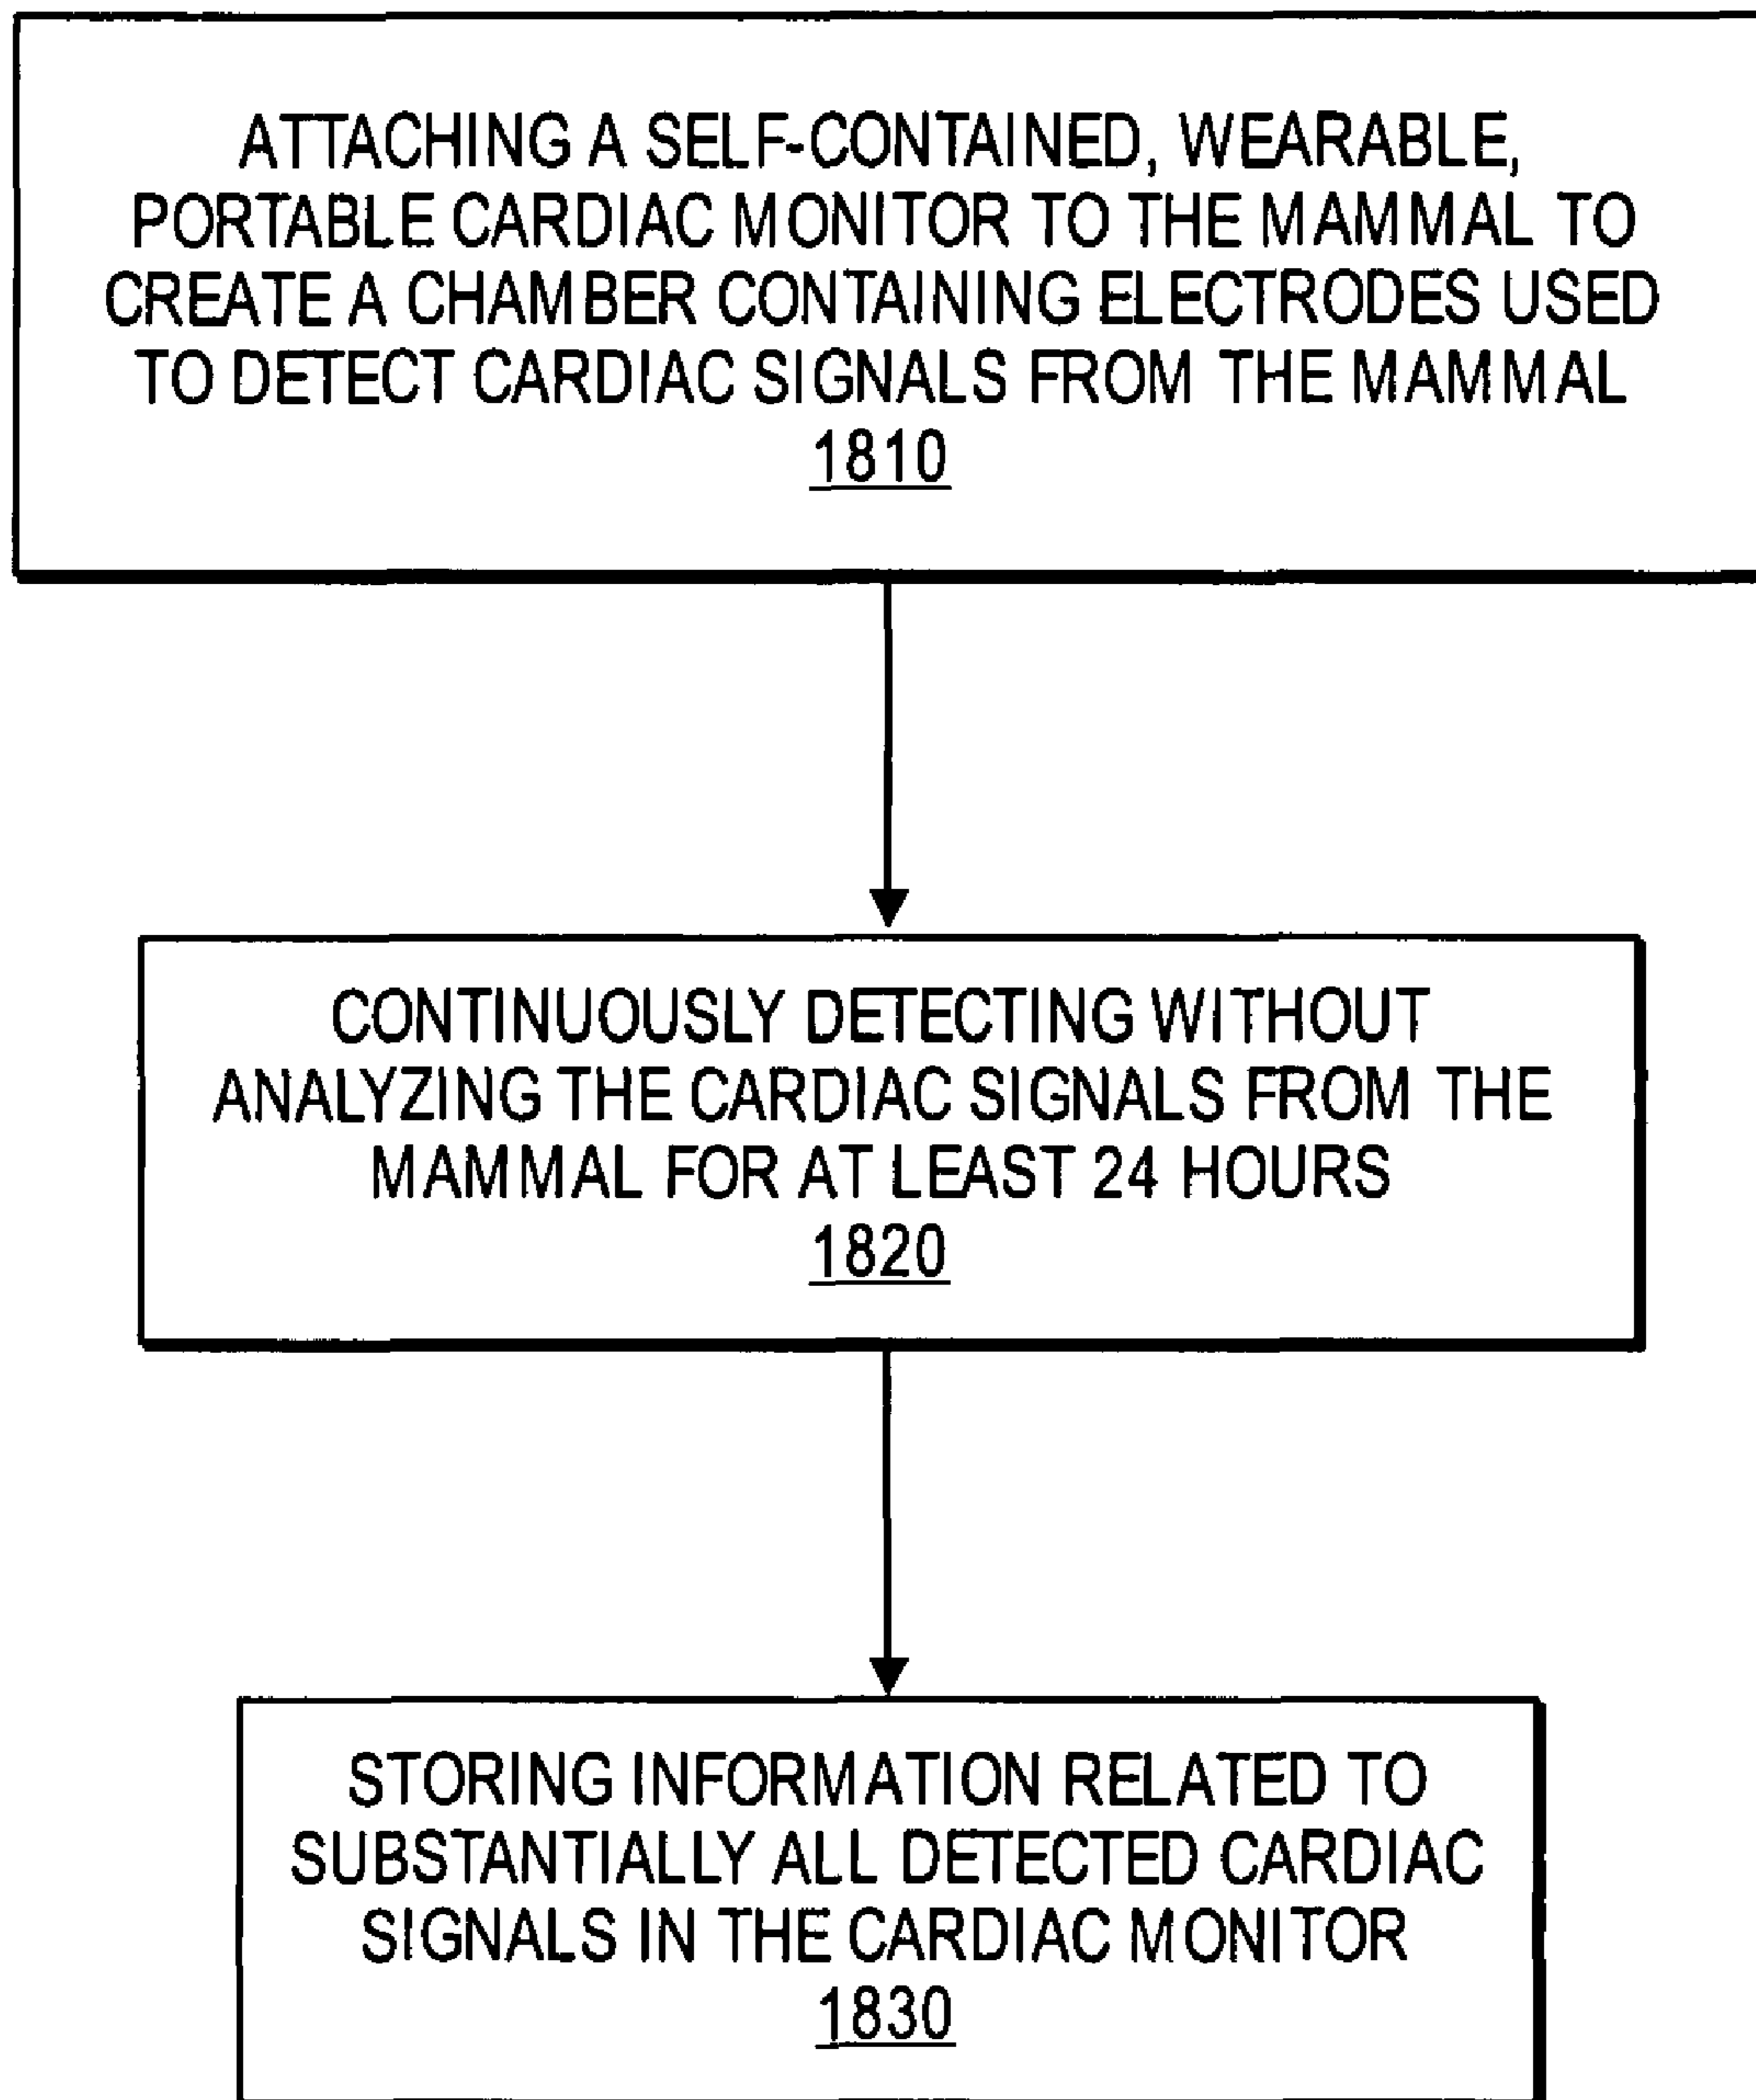 ATTACHING A SELF-CONTAINED, WEARABLE,
PORTABLE CARDIAC MONITOR TO THE MAMMAL TO
CREATE A CHAMBER CONTAINING ELECTRODES USED
TO DETECT CARDIAC SIGNALS FROM THE MAMMAL
1810
CONTINUOUSLY DETECTING WITHOUT
ANALYZING THE CARDIAC SIGNALS FROM THE
MAMMAL FOR AT LEAST 24 HOURS
1820
STORING INFORMATION RELATED TO
SUBSTANTIALLY ALL DETECTED CARDIAC
SIGNALS IN THE CARDIAC MONITOR
1830